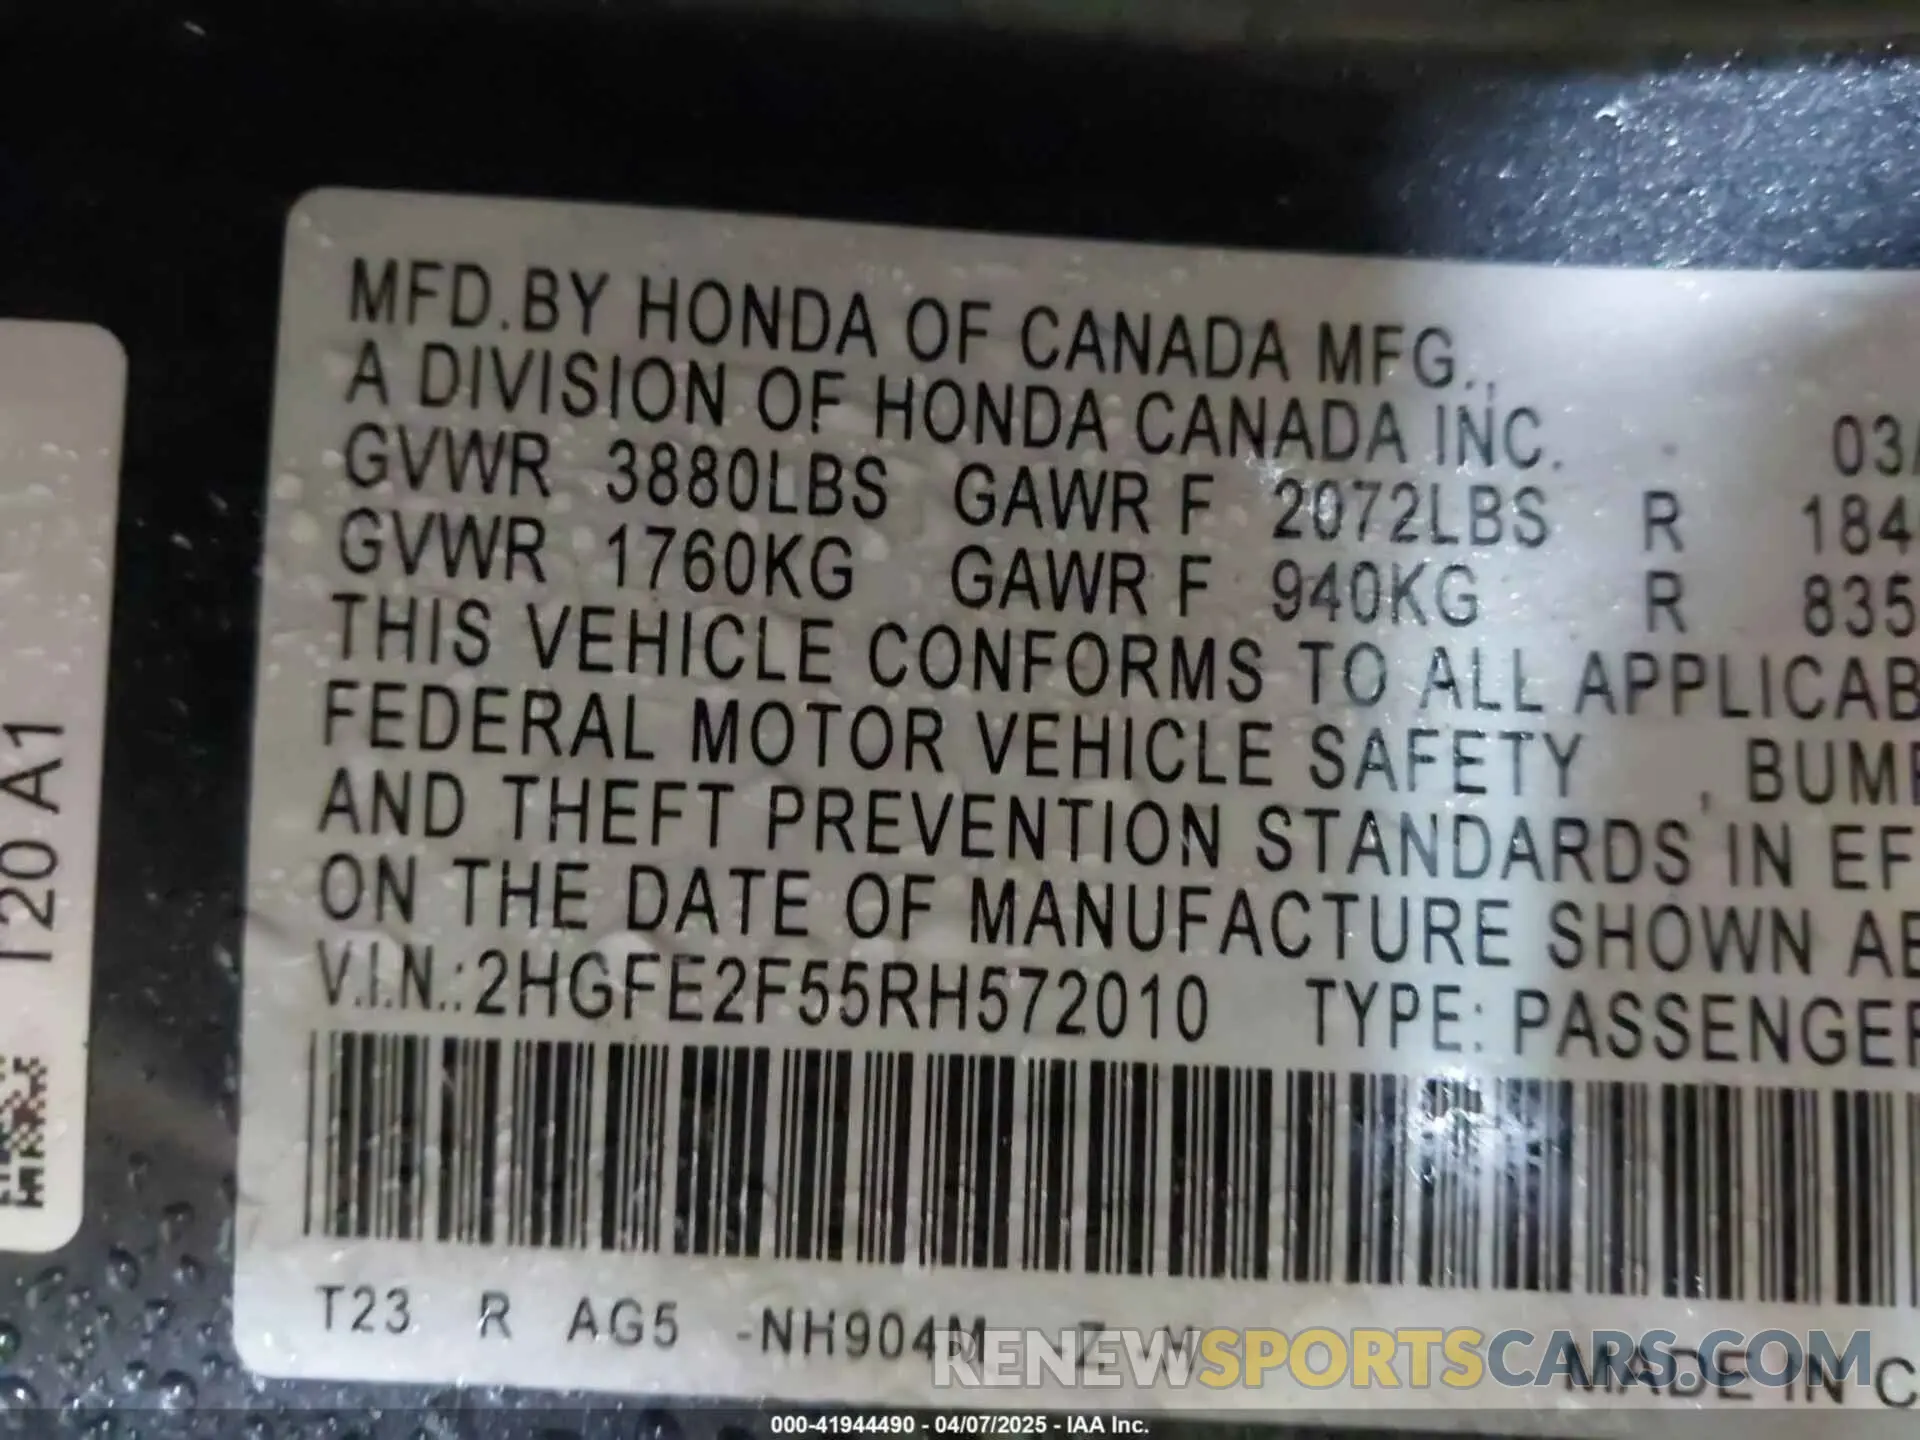 MFD.BY HONDA OF CANADA MFG.,
A DIVISION OF HONDA CANADA INC. 03/
GVWR 3880LBS GAWR F 2072LBS R 184
GVWR 1760KG GAWR F 940KG R 835
THIS VEHICLE CONFORMS TO ALL APPLICAB
FEDERAL MOTOR VEHICLE SAFETY , BUMP
AND THEFT PREVENTION STANDARDS IN EF
ON THE DATE OF MANUFACTURE SHOWN AB
V.I.N.:2HGFE2F55RH572010 TYPE: PASSENGER
T23 R AG5 -NH904M -Z W
MADE IN C
T20 A1
RENEWSPORTSCARS.COM
000-41944490 - 04/07/2025 - IAA Inc.